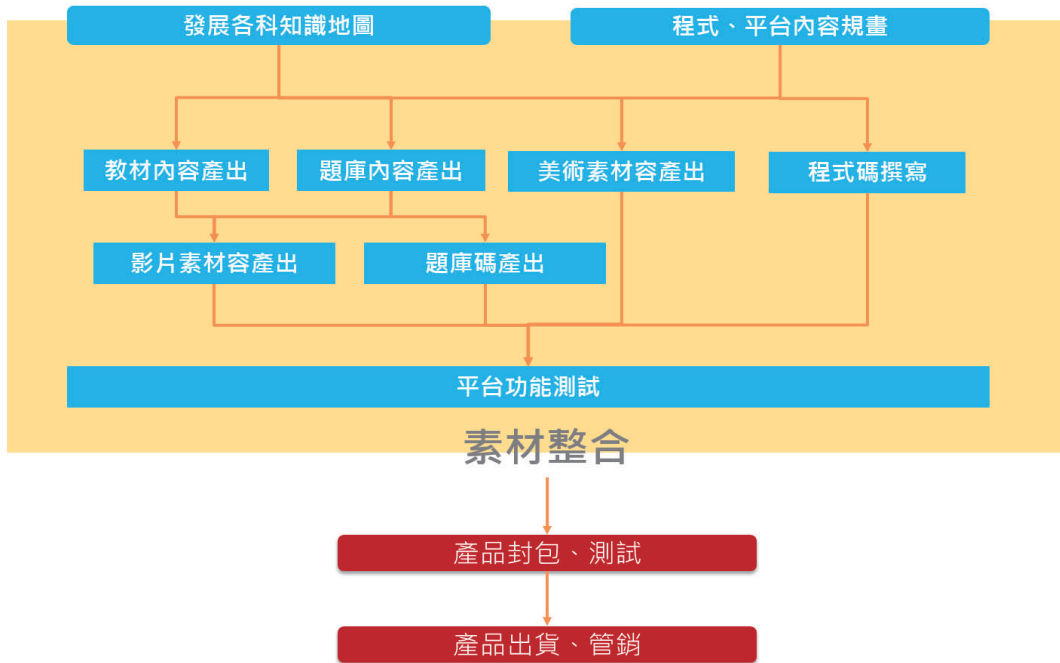 發展各科知識地圖
程式、平台內容規畫
教材內容產出
題庫內容產出
美術素材容產出
程式碼撰寫
影片素材容產出
題庫碼產出
平台功能測試
素材整合
產品封包、測試
產品出貨、管銷